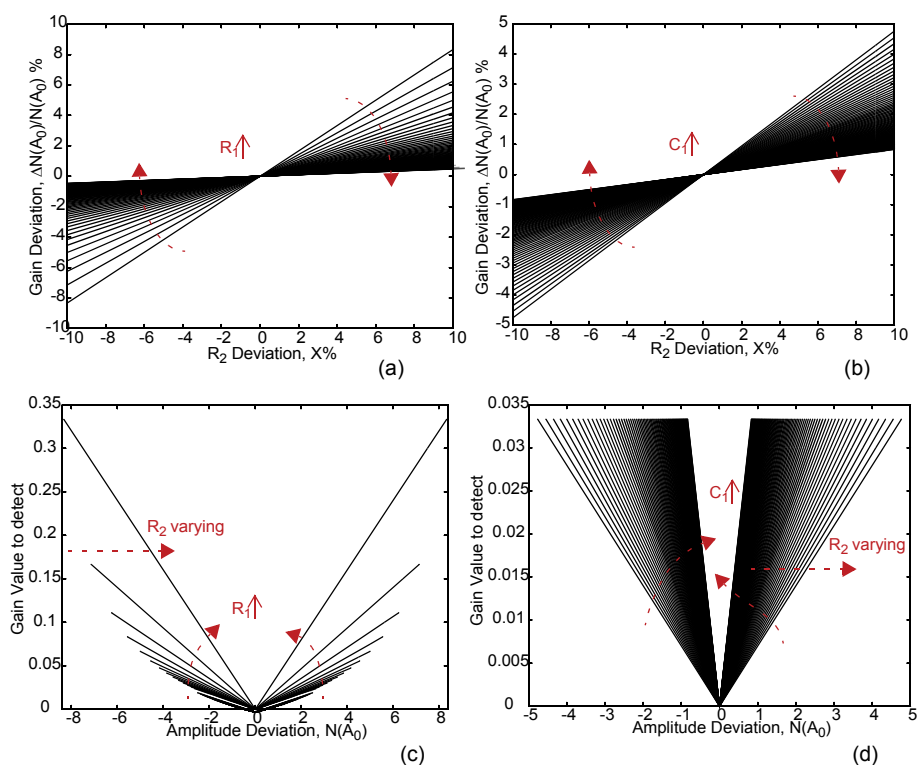 10
8
6
4
2
0
-2
-4
-6
-8
-10
Gain Deviation, ΔN(A₀)/N(A₀) %
R₁
-10 -8 -6 -4 -2 0 2 4 6 8 10
R₂ Deviation, X%
(a)
5
4
3
2
1
0
-1
-2
-3
-4
-5
Gain Deviation, ΔN(A₀)/N(A₀) %
C₁
-10 -8 -6 -4 -2 0 2 4 6 8 10
R₂ Deviation, X%
(b)
0.35
0.3
0.25
0.2
0.15
0.1
0.05
0
Gain Value to detect
R₂ varying
R₁
-8 -6 -4 -2 0 2 4 6 8
Amplitude Deviation, N(A₀)
(c)
0.035
0.03
0.025
0.02
0.015
0.01
0.005
0
Gain Value to detect
C₁
R₂ varying
-5 -4 -3 -2 -1 0 1 2 3 4 5
Amplitude Deviation, N(A₀)
(d)